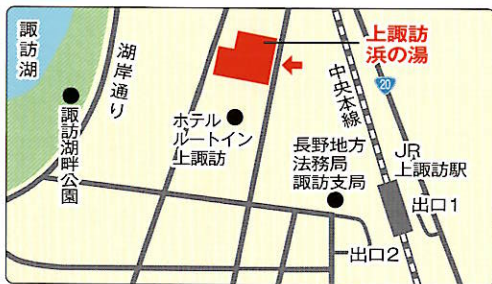 諏訪湖
湖岸通り
諏訪湖畔公園
上諏訪
浜の湯
中央本線
20
ホテル
ルートイン
上諏訪
長野地方
法務局
諏訪支局
JR
上諏訪駅
出口1
出口2